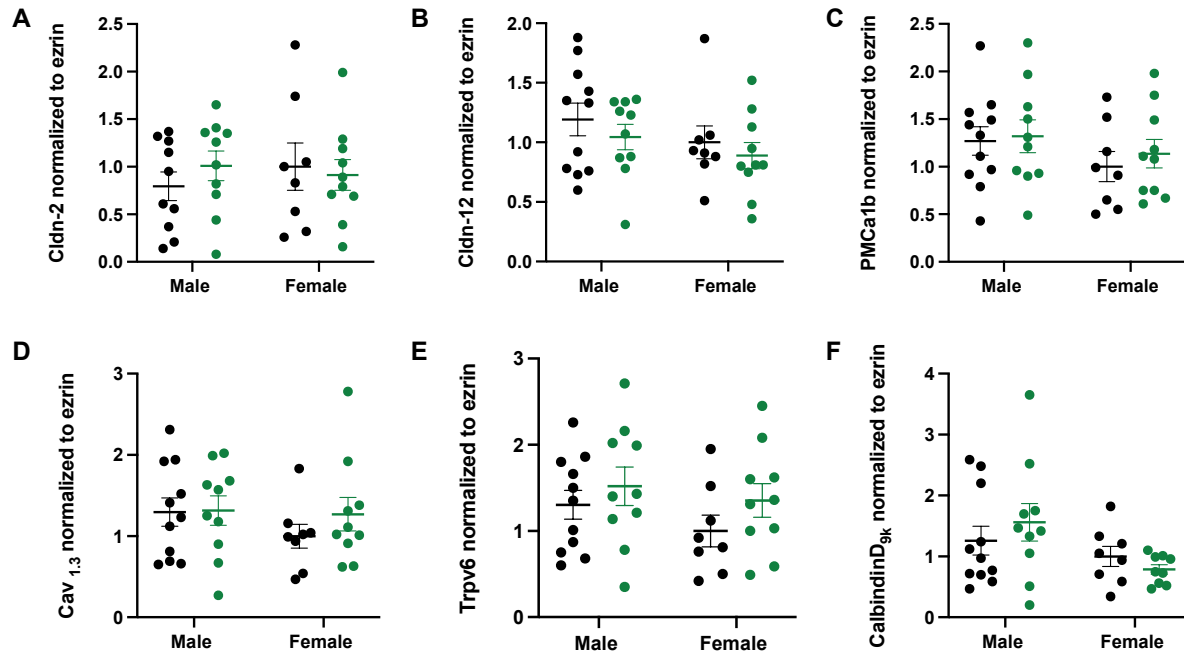 A
Cldn-2 normalized to ezrin
2.5
2.0
1.5
1.0
0.5
0.0
Male Female
B
Cldn-12 normalized to ezrin
2.0
1.5
1.0
0.5
0.0
Male Female
C
PMCa1b normalized to ezrin
2.5
2.0
1.5
1.0
0.5
0.0
Male Female
D
Cav 1.3 normalized to ezrin
3
2
1
0
Male Female
E
Trpv6 normalized to ezrin
3
2
1
0
Male Female
F
CalbindinD9k normalized to ezrin
4
3
2
1
0
Male Female